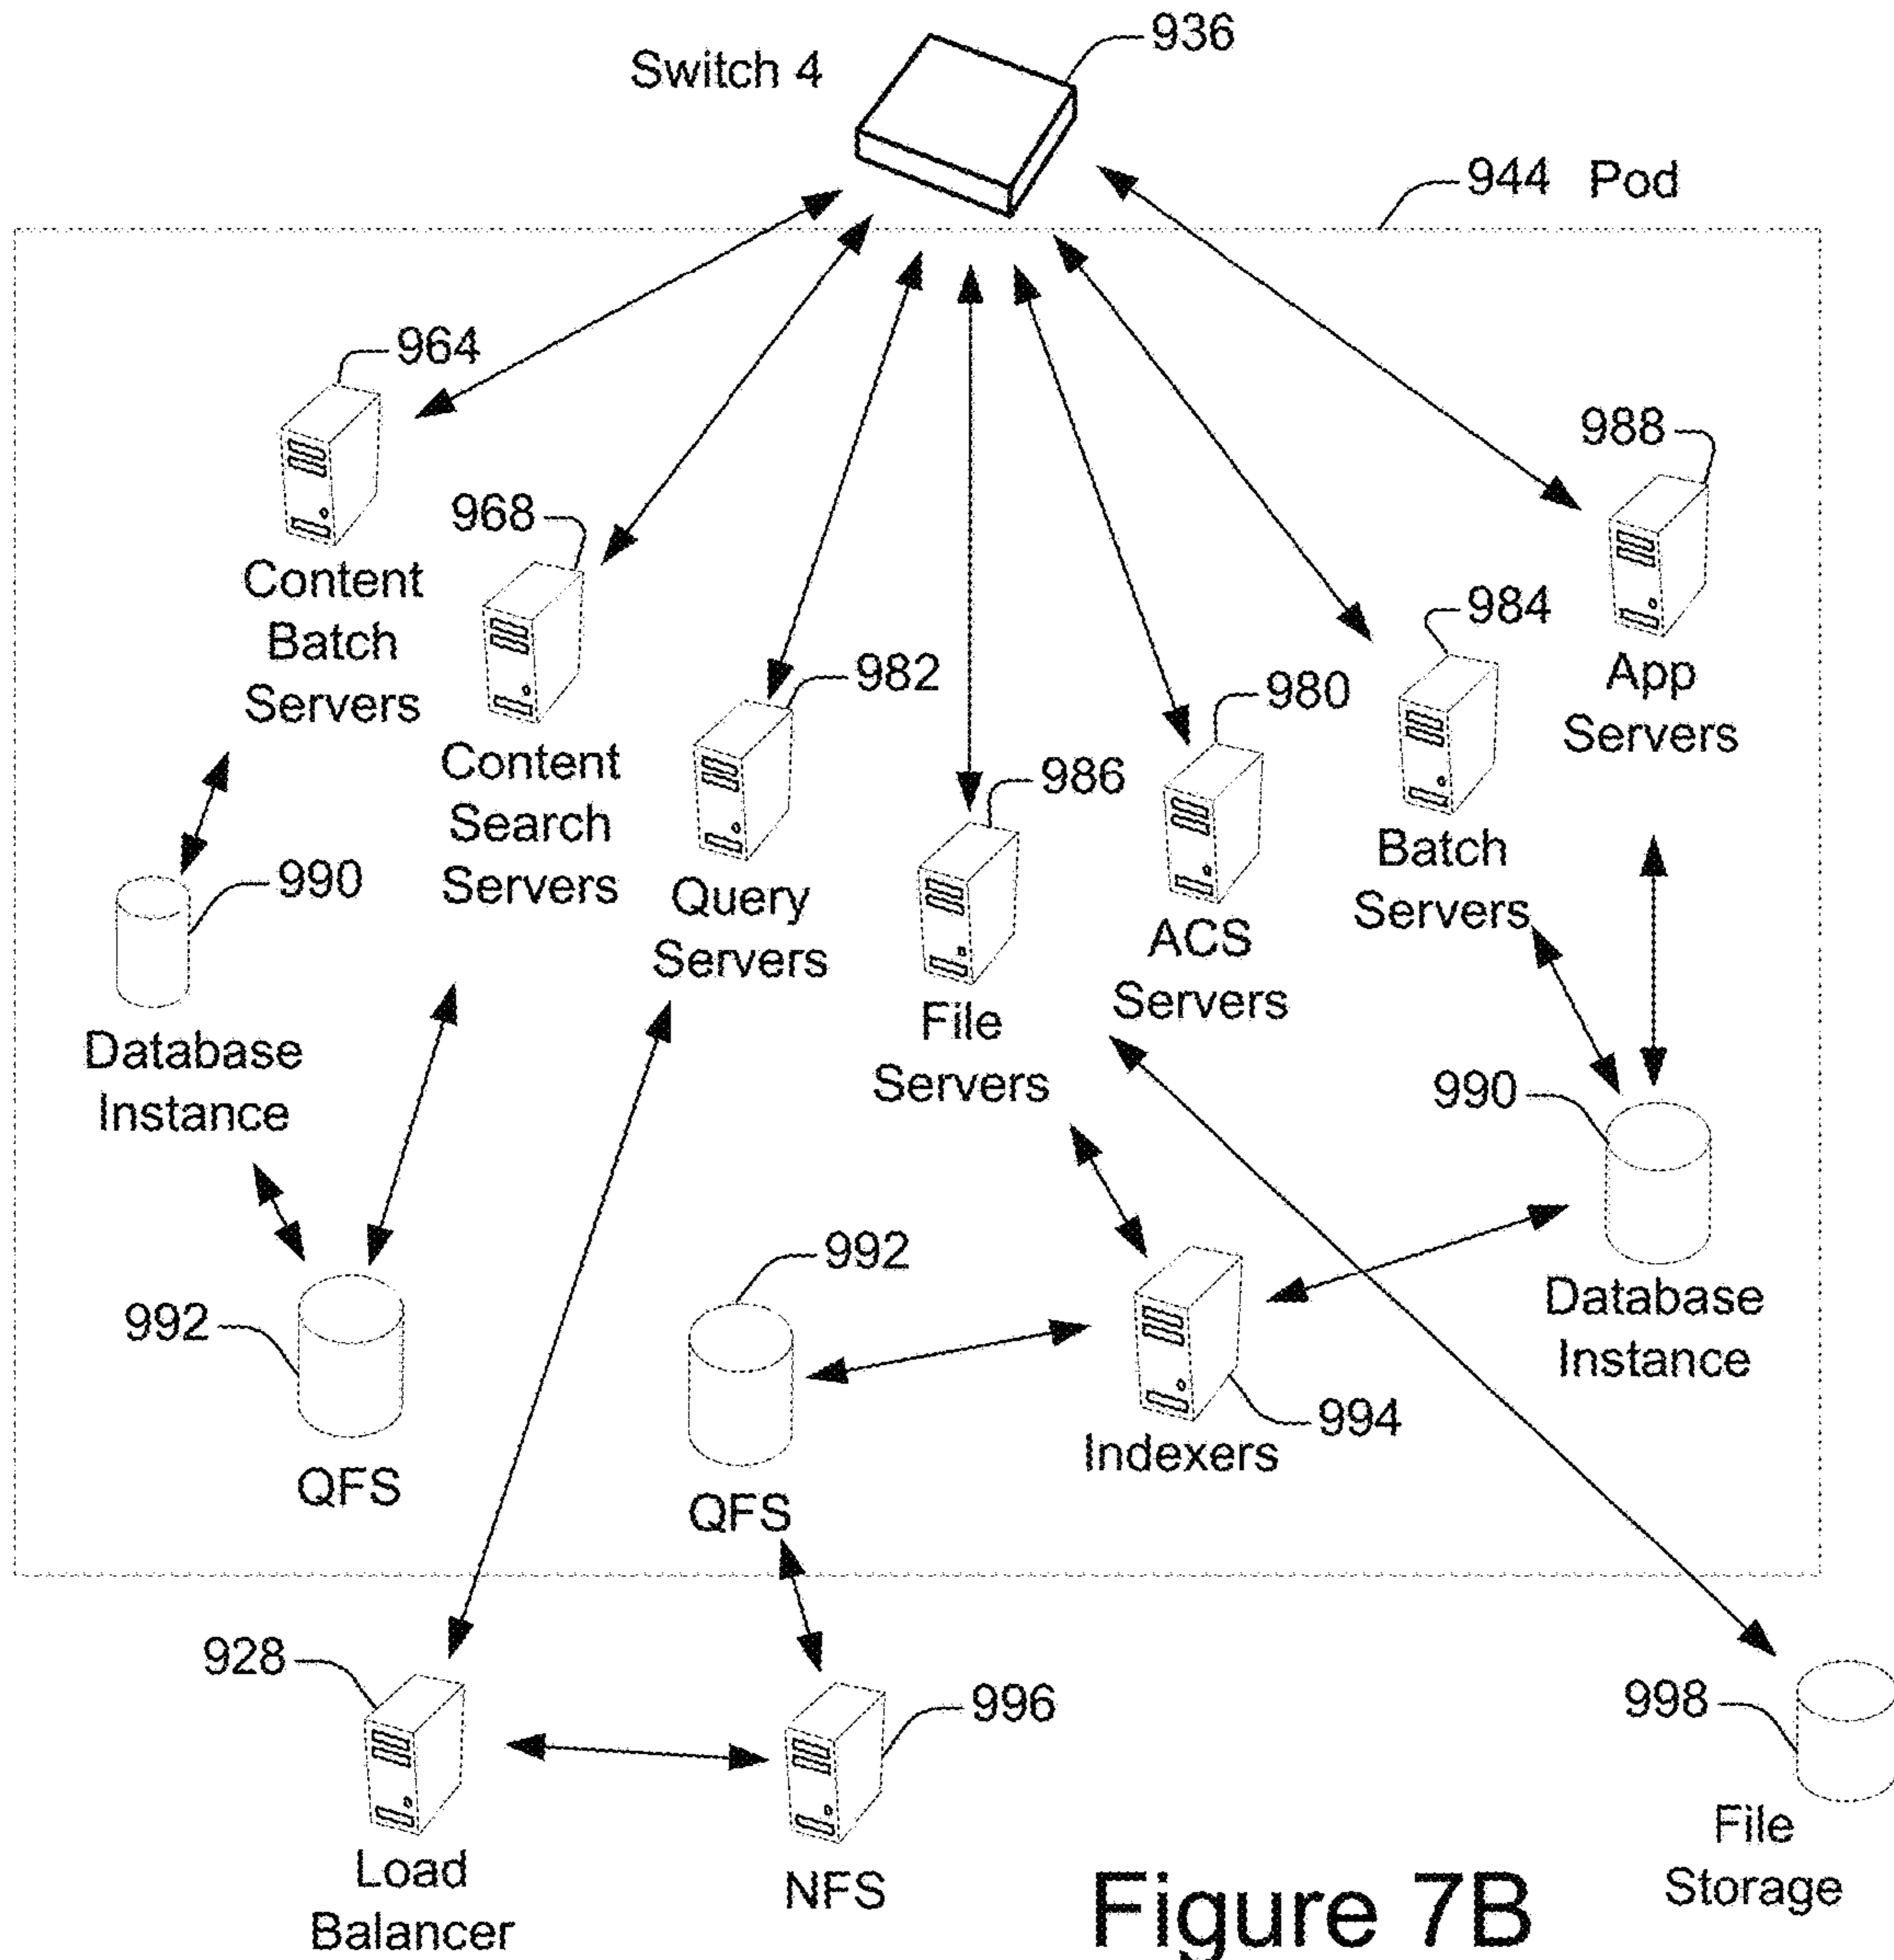 936
Switch 4
944 Pod
964
988
968
Content
Batch
Servers
984
982
980
App
Servers
Content
Search
Servers
986
Batch
Servers
990
Query
Servers
ACS
Servers
File
Servers
Database
Instance
990
992
992
Database
Instance
994
Indexers
QFS
QFS
928
996
998
File
Storage
Load
Balancer
NFS
Figure 7B